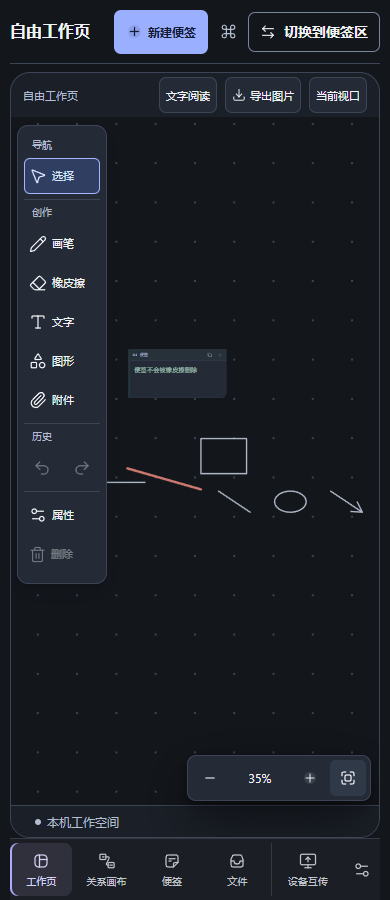 自由工作页
新建便签
切换到便签区
自由工作页
文字阅读
导出图片
当前视口
导航
选择
创作
画笔
橡皮擦
文字
图形
附件
历史
属性
删除
便签
便签不会被橡皮擦删除
35%
本机工作空间
工作页
关系画布
便签
文件
设备互传